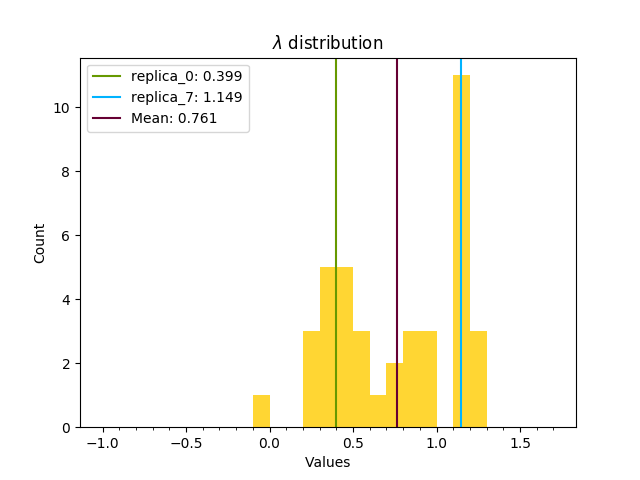 λ distribution
replica_0: 0.399
replica_7: 1.149
Mean: 0.761
Count
10
8
6
4
2
0
−1.0 −0.5 0.0 0.5 1.0 1.5
Values